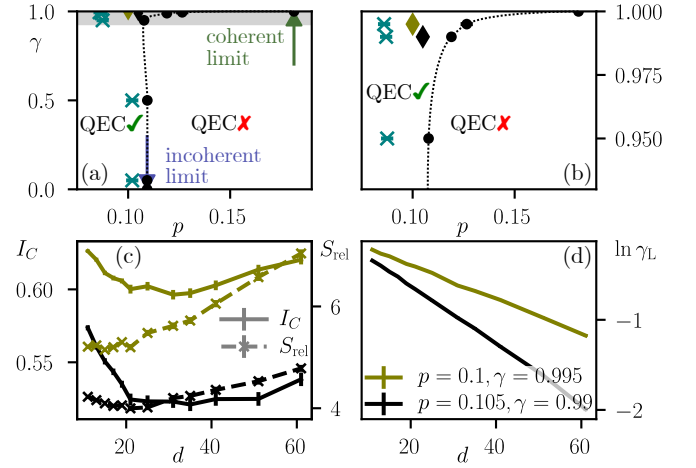 1.0
0.5
0.0
γ
coherent
limit
QEC✓
QEC✗
incoherent
limit
(a)
0.10
0.15
p
1.000
0.975
0.950
QEC✓
QEC✗
(b)
0.10
0.15
p
I_C
(c)
S_rel
0.60
0.55
6
4
I_C
S_rel
20
40
60
d
(d)
ln γ_L
−1
−2
p = 0.1, γ = 0.995
p = 0.105, γ = 0.99
20
40
60
d